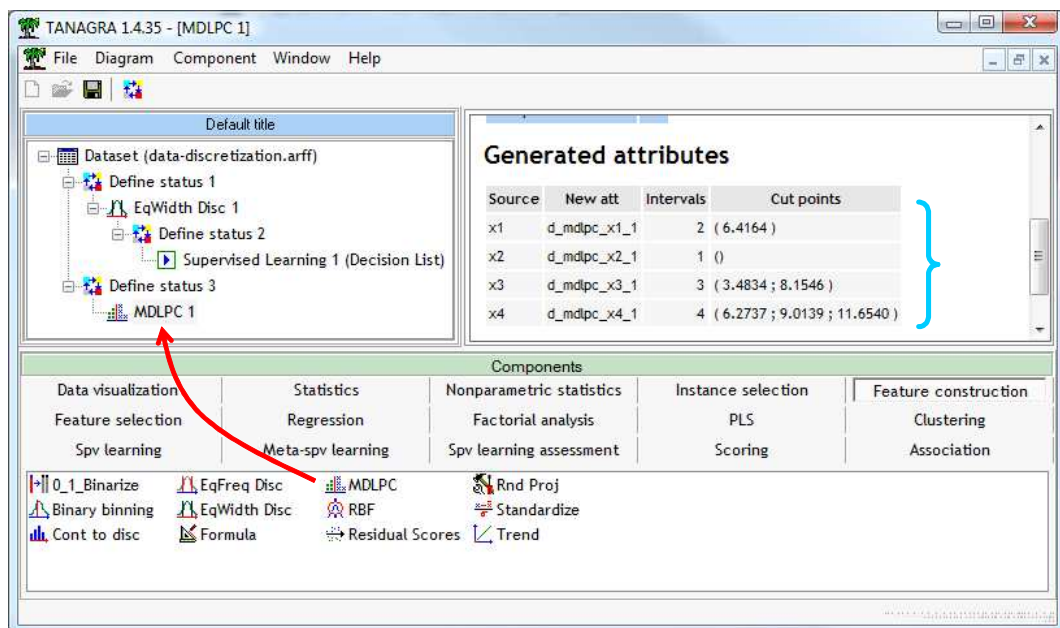 TANAGRA 1.4.35 - [MDLPC 1]
File Diagram Component Window Help
Default title
Dataset (data-discretization.arff)
Define status 1
EqWidth Disc 1
Define status 2
Supervised Learning 1 (Decision List)
Define status 3
MDLPC 1
Generated attributes
Source New att Intervals Cut points
x1 d_mdlpc_x1_1 2 ( 6.4164 )
x2 d_mdlpc_x2_1 1 ()
x3 d_mdlpc_x3_1 3 ( 3.4834 ; 8.1546 )
x4 d_mdlpc_x4_1 4 ( 6.2737 ; 9.0139 ; 11.6540 )
Components
Data visualization Statistics Nonparametric statistics Instance selection Feature construction
Feature selection Regression Factorial analysis PLS Clustering
Spv learning Meta-spv learning Spv learning assessment Scoring Association
0_1_Binarize EqFreq Disc MDLPC Rnd Proj
Binary binning EqWidth Disc RBF Standardize
Cont to disc Formula Residual Scores Trend